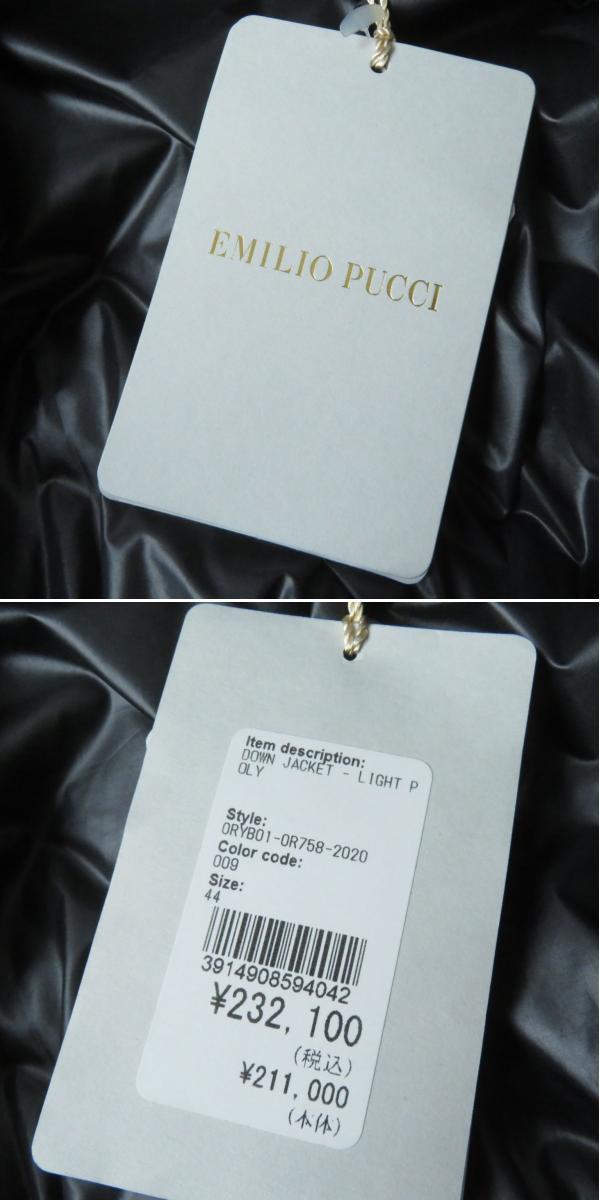 EMILIO PUCCI
Item description:
DOWN JACKET - LIGHT P
OLY
Style:
0RYB01-0R758-2020
Color code:
009
Size:
44
3914908594042
¥232,100
(税込)
¥211,000
(本体)